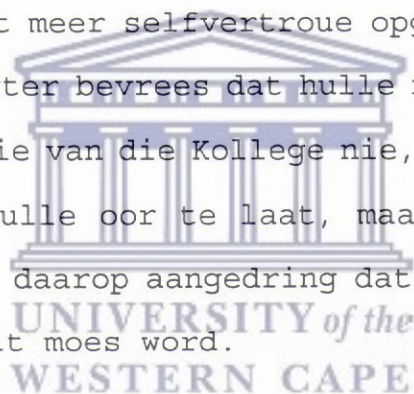 t meer selfvertroue opg
ter bevrees dat hulle
ie van die Kollege nie,
ulle oor te laat, maa
daarop aangedring dat
UNIVERSITY of the
t moes word.
WESTERN CAPE